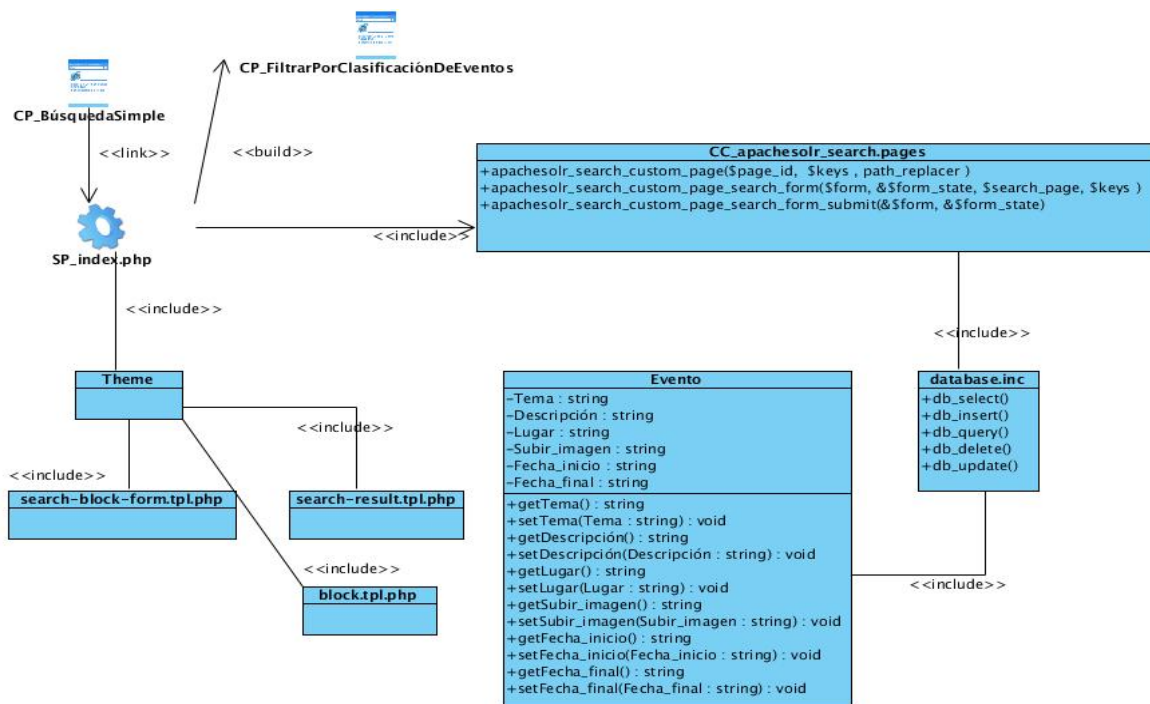 CP_FiltrarPorClasificaciónDeEventos
CP_BúsquedaSimple
<<link>>
<<build>>
SP_index.php
CC_apachesolr_search.pages
+apachesolr_search_custom_page($page_id, $keys , path_replacer )
+apachesolr_search_custom_page_search_form($form, &$form_state, $search_page, $keys )
+apachesolr_search_custom_page_search_form_submit(&$form, &$form_state)
<<include>>
<<include>>
<<include>>
Theme
<<include>>
<<include>>
search-block-form.tpl.php
search-result.tpl.php
<<include>>
block.tpl.php
Evento
-Tema : string
-Descripción : string
-Lugar : string
-Subir_imagen : string
-Fecha_inicio : string
-Fecha_final : string
+getTema() : string
+setTema(Tema : string) : void
+getDescripción() : string
+setDescripción(Descripción : string) : void
+getLugar() : string
+setLugar(Lugar : string) : void
+getSubir_imagen() : string
+setSubir_imagen(Subir_imagen : string) : void
+getFecha_inicio() : string
+setFecha_inicio(Fecha_inicio : string) : void
+getFecha_final() : string
+setFecha_final(Fecha_final : string) : void
database.inc
+db_select()
+db_insert()
+db_query()
+db_delete()
+db_update()
<<include>>